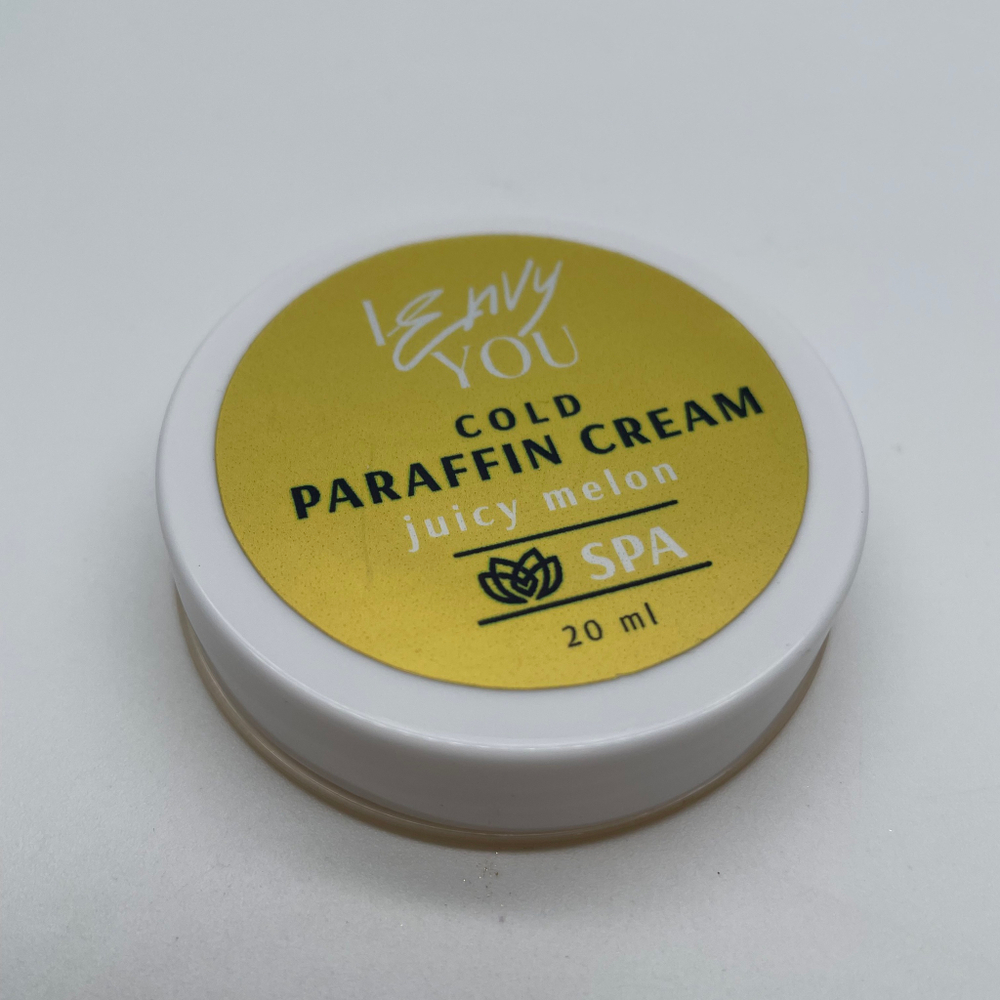 I Envy
YOU
COLD
PARAFFIN CREAM
juicy melon
SPA
20 ml